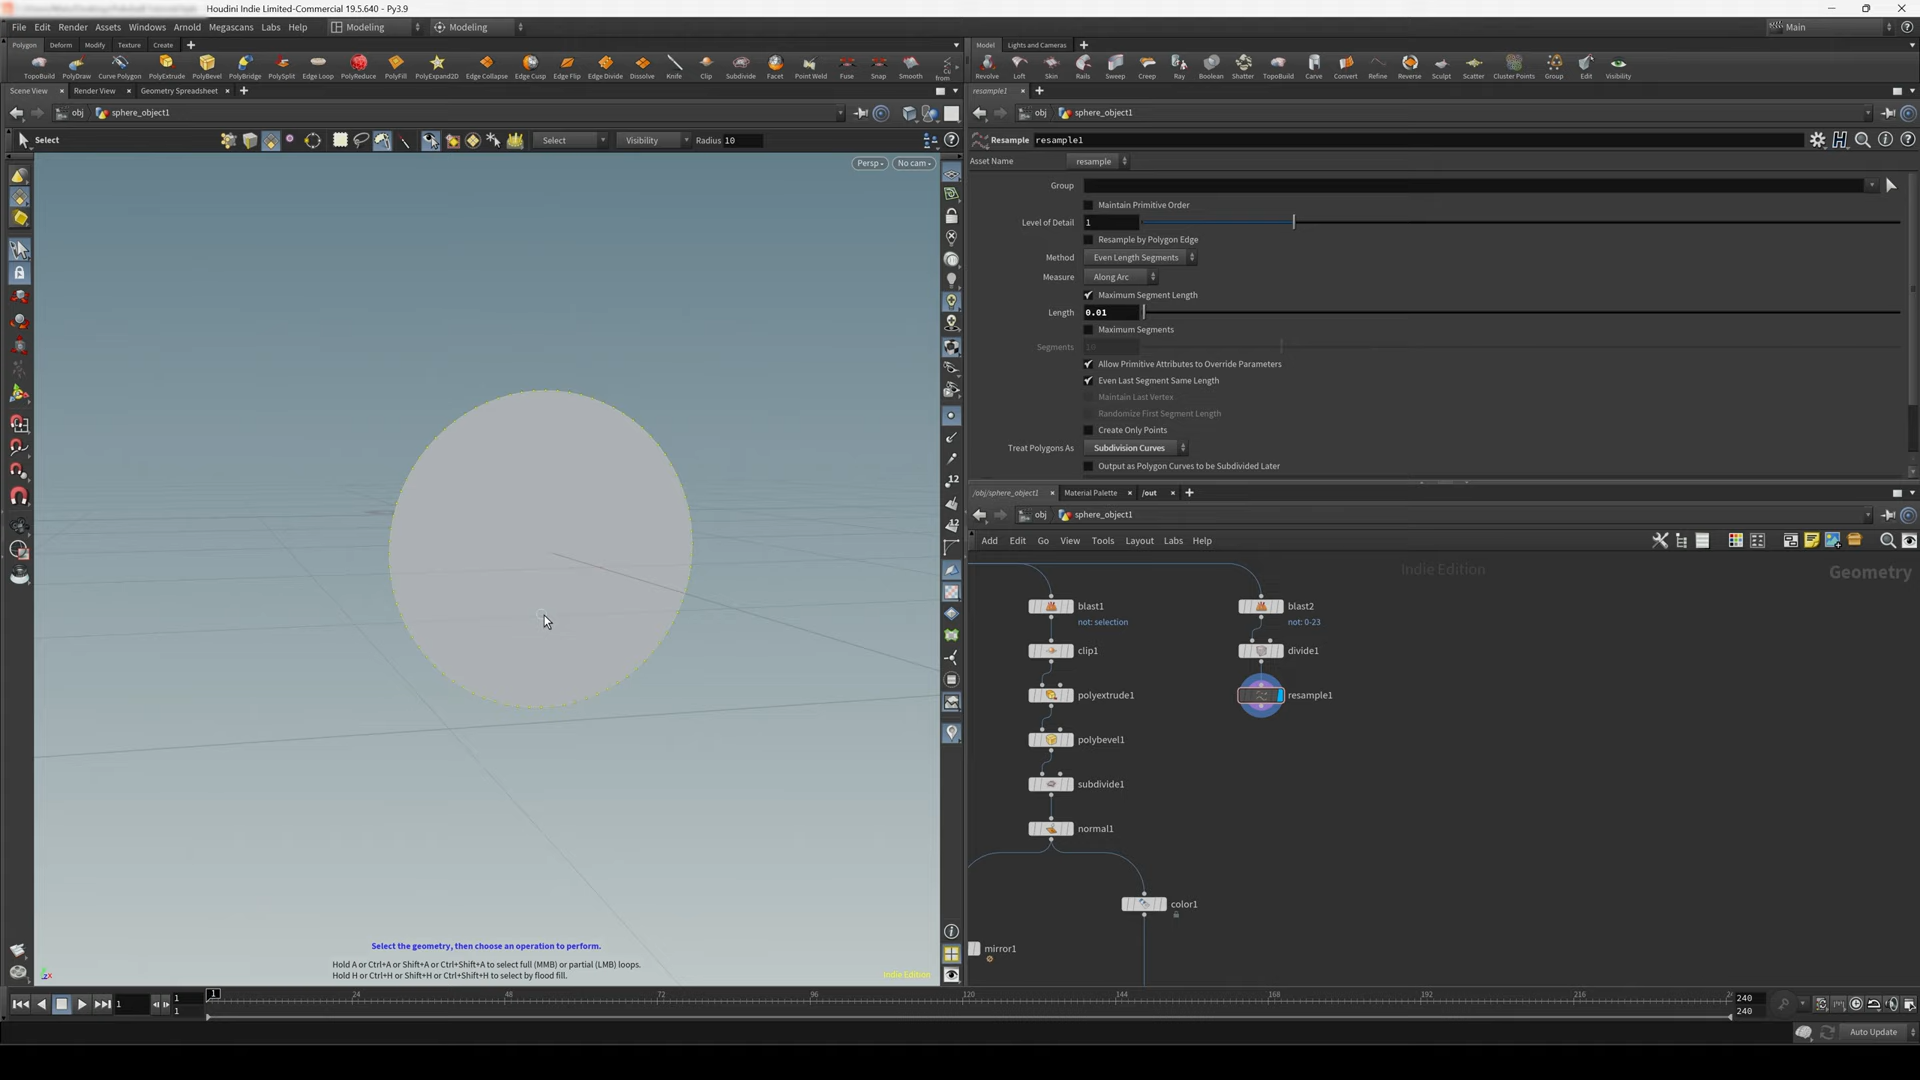 Houdini Indie Limited-Commercial 19.5.640 - Py3.9
File Edit Render Assets Windows Arnold Megascans Labs Help Modeling Modeling Main
Polygon Deform Modify Texture Create
TopoBuild PolyDraw Curve Polygon PolyExtrude PolyBevel PolyBridge PolySplit Edge Loop PolyReduce PolyFill PolyExpand2D Edge Collapse Edge Cusp Edge Flip Edge Divide Dissolve Knife Clip Subdivide Facet Point Weld Fuse Snap Smooth
from
Model Lights and Cameras
Revolve Loft Skin Rails Sweep Creep Ray Boolean Shatter TopoBuild Carve Convert Refine Reverse Sculpt Scatter Cluster Points Group Edit Visibility
Scene View Render View Geometry Spreadsheet
obj sphere_object1
Select Select Visibility Radius 10
Persp No cam
12
12
Select the geometry, then choose an operation to perform.
Hold A or Ctrl+A or Shift+A or Ctrl+Shift+A to select full (MMB) or partial (LMB) loops.
Hold H or Ctrl+H or Shift+H or Ctrl+Shift+H to select by flood fill.
Indie Edition
resample1
obj sphere_object1
Resample resample1
Asset Name resample
Group
Maintain Primitive Order
Level of Detail 1
Resample by Polygon Edge
Method Even Length Segments
Measure Along Arc
Maximum Segment Length
Length 0.01
Maximum Segments
Segments 10
Allow Primitive Attributes to Override Parameters
Even Last Segment Same Length
Maintain Last Vertex
Randomize First Segment Length
Create Only Points
Treat Polygons As Subdivision Curves
Output as Polygon Curves to be Subdivided Later
/obj/sphere_object1 Material Palette /out
obj sphere_object1
Add Edit Go View Tools Layout Labs Help
Indie Edition
Geometry
blast1
not: selection
blast2
not: 0-23
clip1
divide1
polyextrude1
resample1
polybevel1
subdivide1
normal1
color1
mirror1
1 1 1 24 48 72 96 120 144 168 192 216 240
1 240
Auto Update